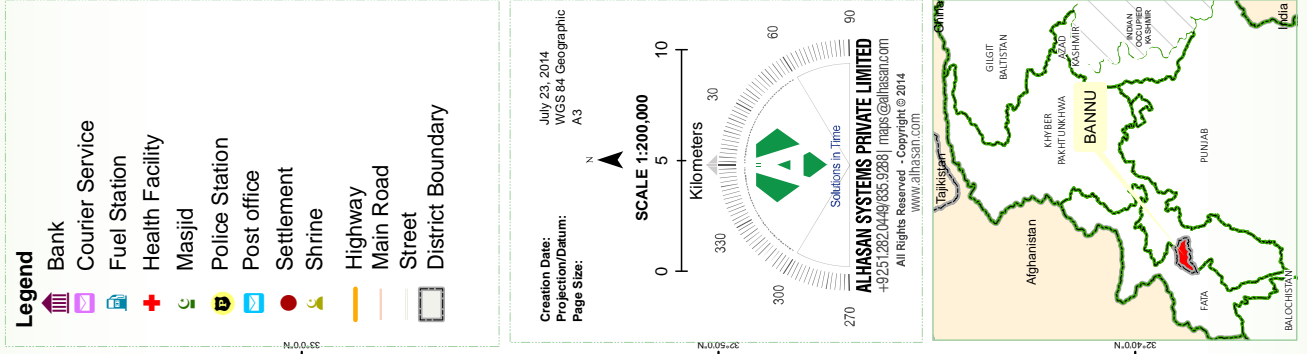 Legend
Bank
Courier Service
Fuel Station
Health Facility
Masjid
Police Station
Post office
Settlement
Shrine
Highway
Main Road
Street
District Boundary
33°0'0"N
Creation Date: July 23, 2014
Projection/Datum: WGS 84 Geographic
Page Size: A3
N
SCALE 1:200,000
0 5 10
Kilometers
270 300 330 30 60 90
Solutions in Time
ALHASAN SYSTEMS PRIVATE LIMITED
+92.51.282.0449/835.9288| maps@alhasan.com
All Rights Reserved - Copyright © 2014
www.alhasan.com
32°50'0"N
China
Tajikistan
GILGIT
BALTISTAN
AZAD
KASHMIR
INDIAN
OCCUPIED
KASHMIR
India
Afghanistan
KHYBER
PAKHTUNKHWA
BANNU
PUNJAB
FATA
BALOCHISTAN
32°40'0"N